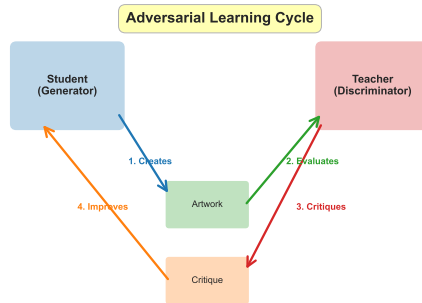 Adversarial Learning Cycle
Student
(Generator)
Teacher
(Discriminator)
1. Creates
2. Evaluates
Artwork
4. Improves
3. Critiques
Critique